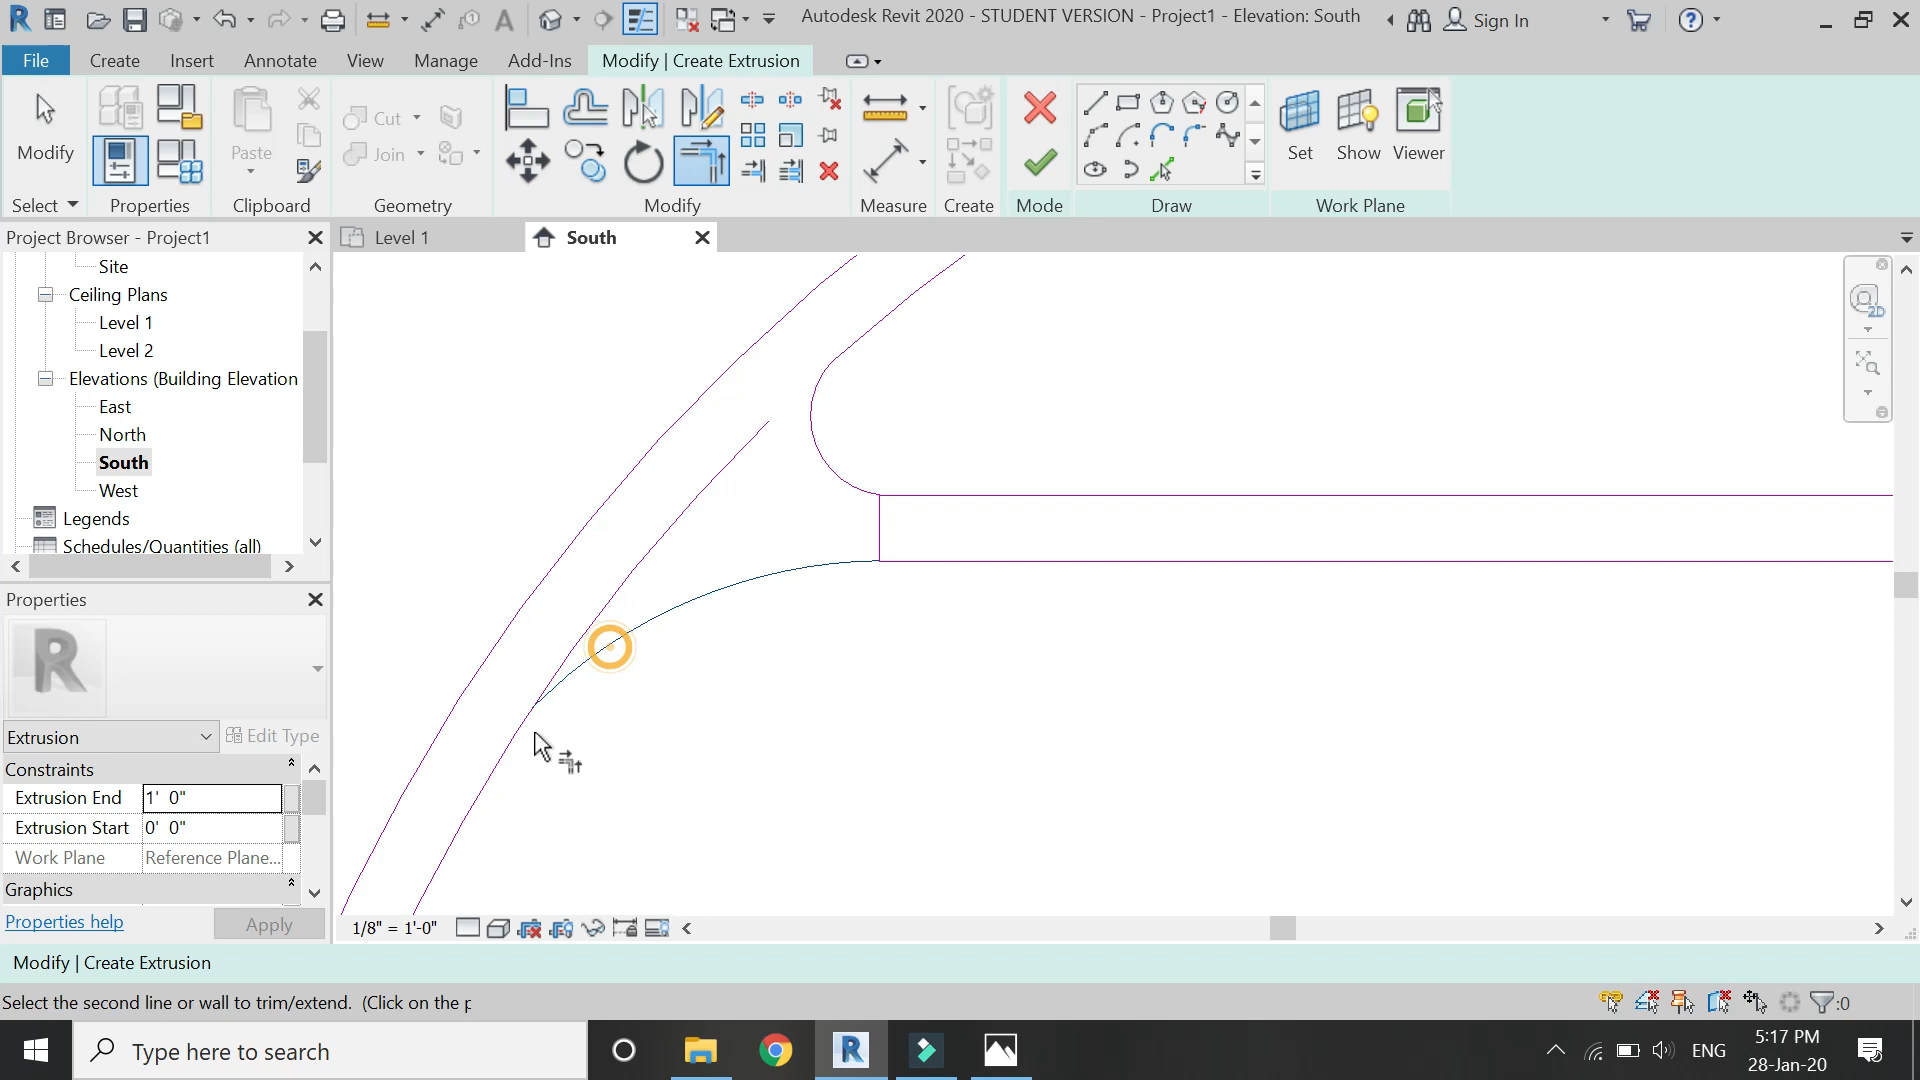 Autodesk Revit 2020 - STUDENT VERSION - Project1 - Elevation: South
Sign In
File
Create
Insert
Annotate
View
Manage
Add-Ins
Modify | Create Extrusion
Modify
Paste
Cut
Join
Set
Show
Viewer
Select
Properties
Clipboard
Geometry
Modify
Measure
Create
Mode
Draw
Work Plane
Project Browser - Project1
Level 1
South
Site
Ceiling Plans
Level 1
Level 2
Elevations (Building Elevation
East
North
South
West
Legends
Schedules/Quantities (all)
2D
Properties
R
Extrusion
Edit Type
Constraints
Extrusion End
1' 0"
Extrusion Start
0' 0"
Work Plane
Reference Plane...
Graphics
Properties help
Apply
1/8" = 1'-0"
Modify | Create Extrusion
Select the second line or wall to trim/extend. (Click on the p
:0
Type here to search
ENG
5:17 PM
28-Jan-20